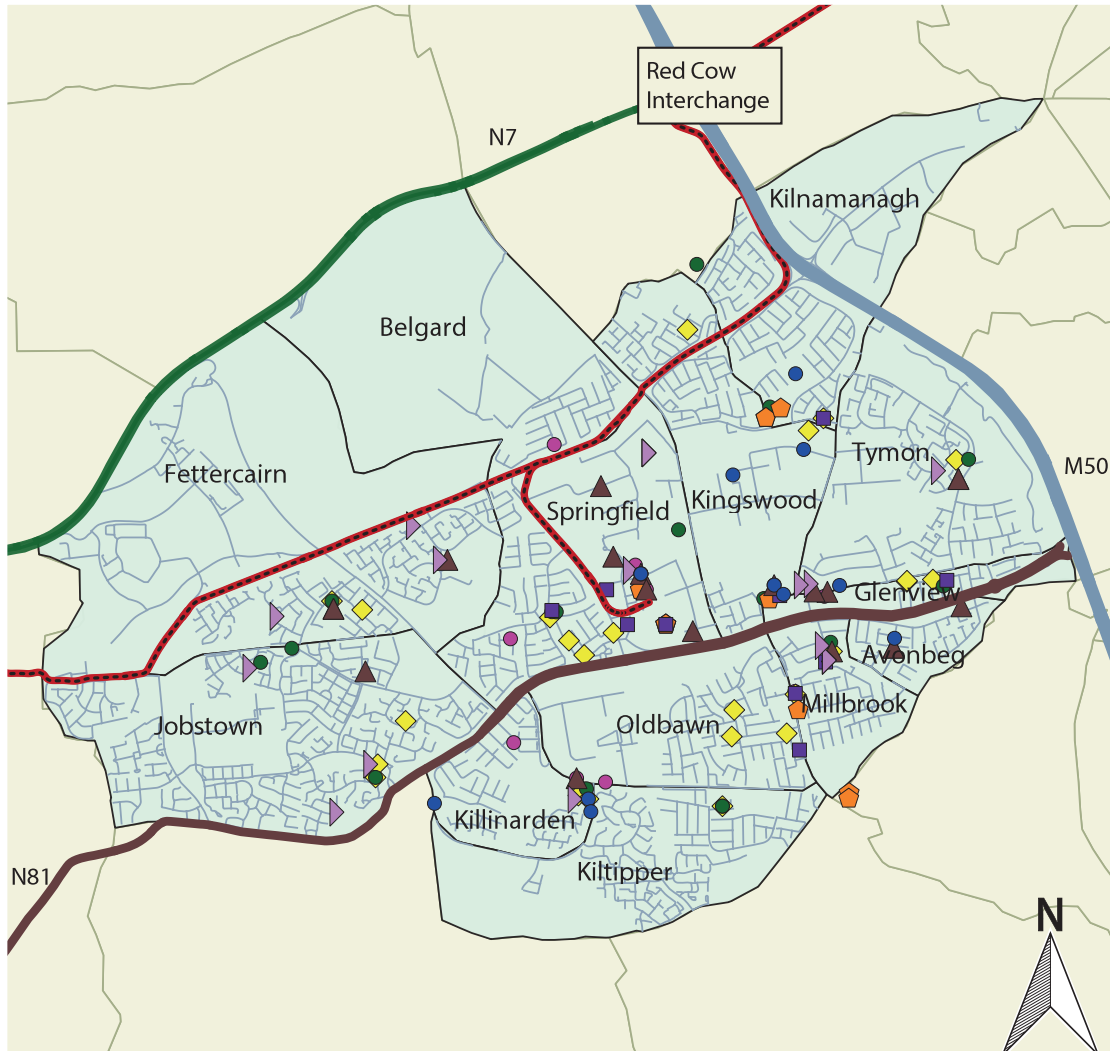 Red Cow
Interchange
N7
Kilnamanagh
Belgard
Tymon
M50
Fettercairn
Kingswood
Springfield
Glenview
Avonbeg
Millbrook
Oldbawn
Jobstown
Killinarden
Kiltipper
N81
N